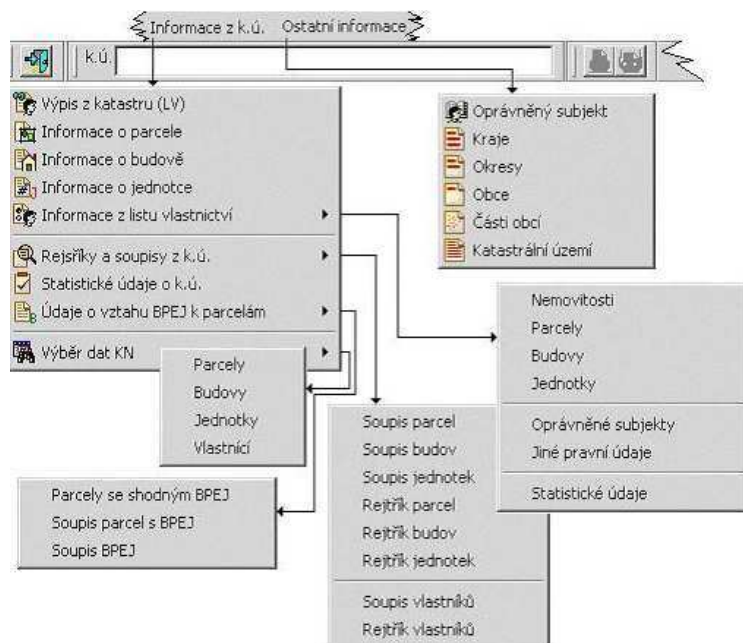 Informace z k.ú. Ostatní informace
k.ú.
Výpis z katastru (LV)
Informace o parcele
Informace o budově
Informace o jednotce
Informace z listu vlastnictví
Rejsříky a soupisy z k.ú.
Statistické údaje o k.ú.
Údaje o vztahu BPEJ k parcelám
Výběr dat KN
Oprávněný subjekt
Kraje
Okresy
Obce
Části obcí
Katastrální území
Nemovitosti
Parcely
Budovy
Jednotky
Oprávněné subjekty
Jiné pravní údaje
Statistické údaje
Parcely
Budovy
Jednotky
Vlastníci
Soupis parcel
Soupis budov
Soupis jednotek
Rejtřík parcel
Rejtřík budov
Rejtřík jednotek
Soupis vlastníků
Rejtřík vlastníků
Parcely se shodným BPEJ
Soupis parcel s BPEJ
Soupis BPEJ